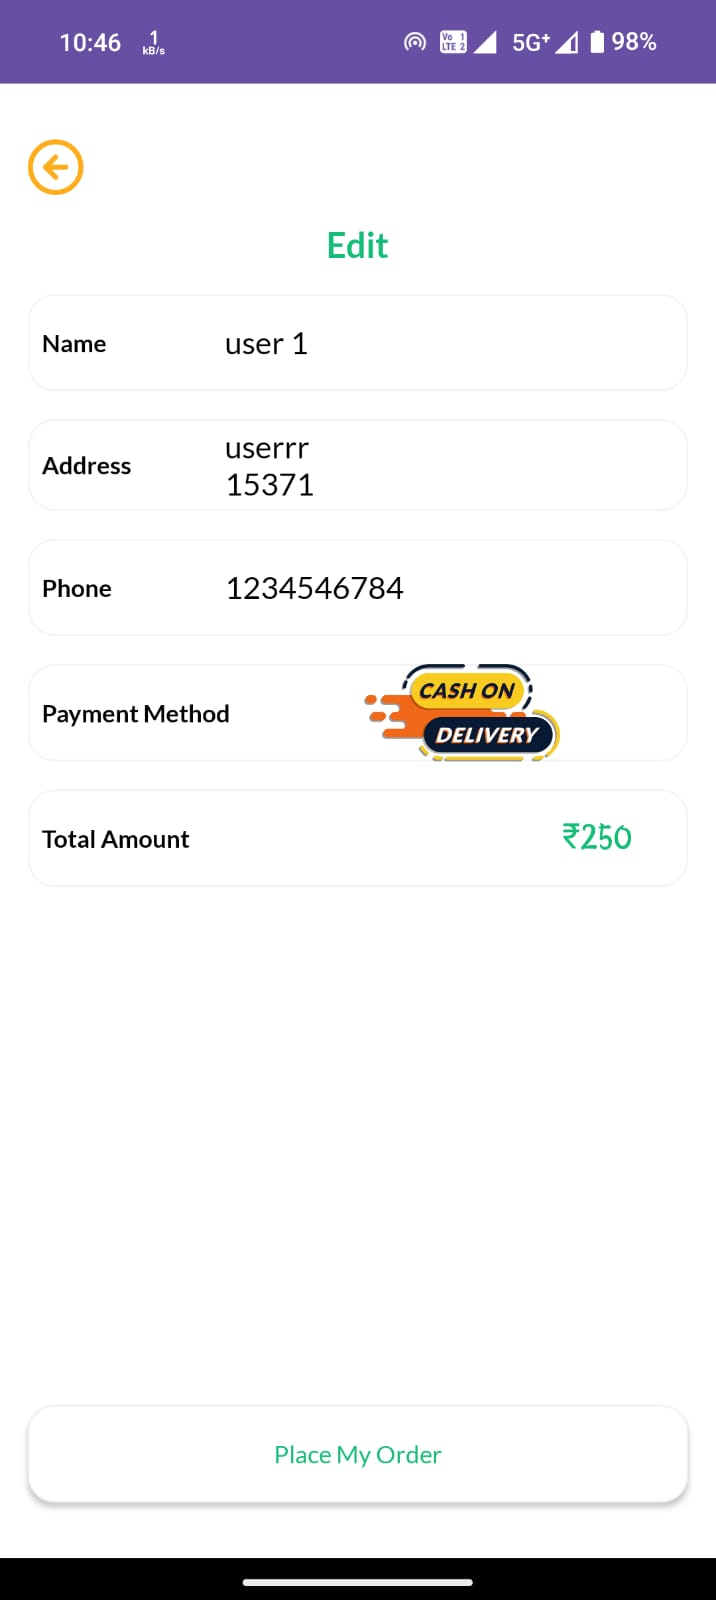 10:46 1 kB/s Vo 1 LTE 2 5G+ 98%
Edit
Name user 1
Address userrr
15371
Phone 1234546784
Payment Method CASH ON
DELIVERY
Total Amount ₹250
Place My Order